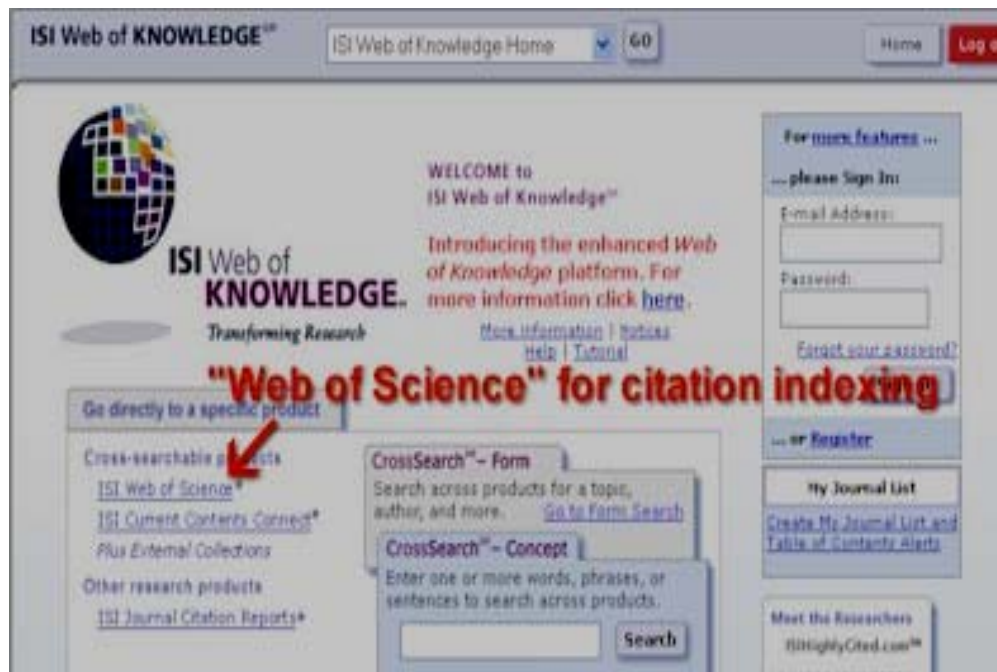 ISI Web of KNOWLEDGE℠
ISI Web of Knowledge Home
GO
Home
Log
WELCOME to
ISI Web of Knowledge℠
Introducing the enhanced Web
of Knowledge platform. For
more information click here.
More Information | Notices
Help | Tutorial
ISI Web of
KNOWLEDGE.
Transforming Research
For more features ...
... please Sign In:
E-mail Address:
Password:
Forgot your password?
"Web of Science" for citation indexing
... or Register
Go directly to a specific product
Cross-searchable products
ISI Web of Science®
ISI Current Contents Connect®
Plus External Collections
Other research products
ISI Journal Citation Reports®
CrossSearch℠ – Form
Search across products for a topic,
author, and more. Go to Form Search
CrossSearch℠ – Concept
Enter one or more words, phrases, or
sentences to search across products.
Search
My Journal List
Create My Journal List and
Table of Contents Alerts
Meet the Researchers
ISIHighlyCited.com℠